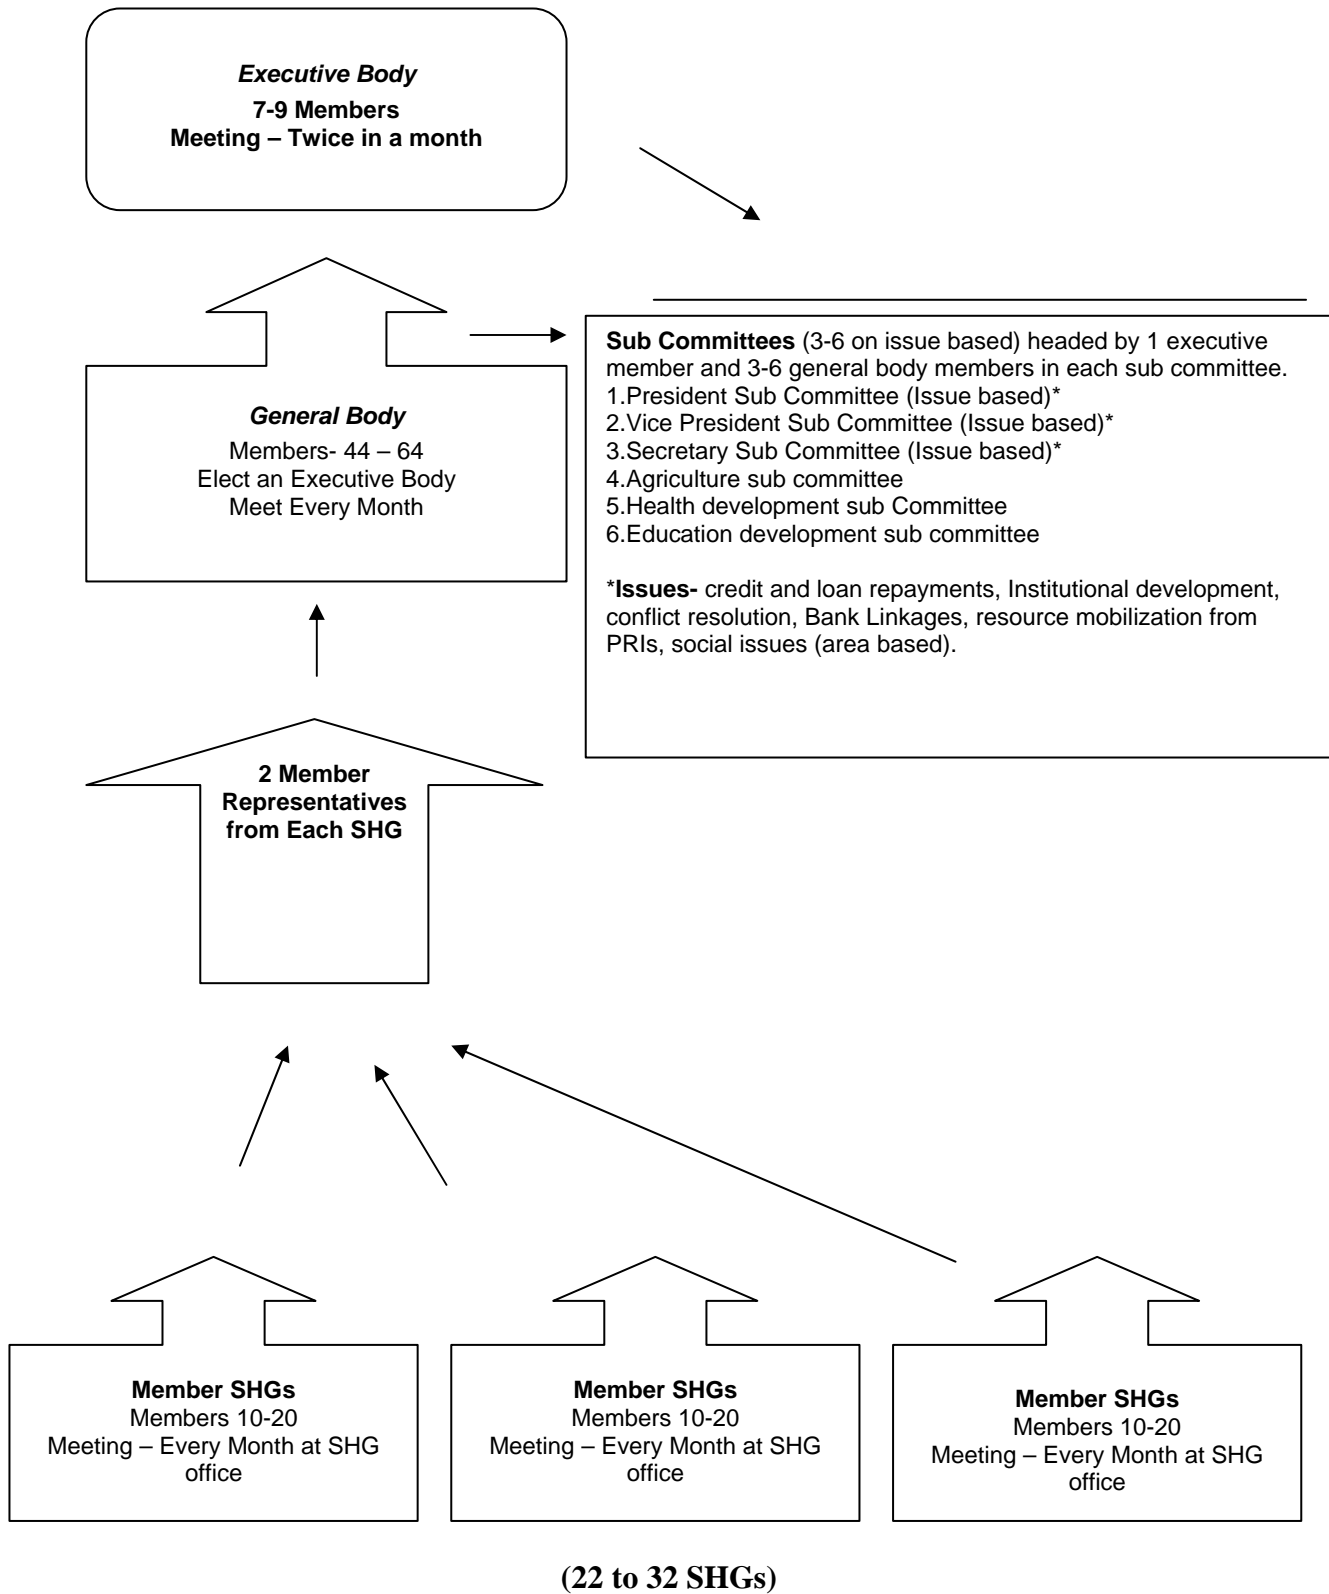 Executive Body
7-9 Members
Meeting – Twice in a month
Sub Committees (3-6 on issue based) headed by 1 executive
member and 3-6 general body members in each sub committee.
1.President Sub Committee (Issue based)*
2.Vice President Sub Committee (Issue based)*
3.Secretary Sub Committee (Issue based)*
4.Agriculture sub committee
5.Health development sub Committee
6.Education development sub committee
*Issues- credit and loan repayments, Institutional development,
conflict resolution, Bank Linkages, resource mobilization from
PRIs, social issues (area based).
General Body
Members- 44 – 64
Elect an Executive Body
Meet Every Month
2 Member
Representatives
from Each SHG
Member SHGs
Members 10-20
Meeting – Every Month at SHG
office
Member SHGs
Members 10-20
Meeting – Every Month at SHG
office
Member SHGs
Members 10-20
Meeting – Every Month at SHG
office
(22 to 32 SHGs)